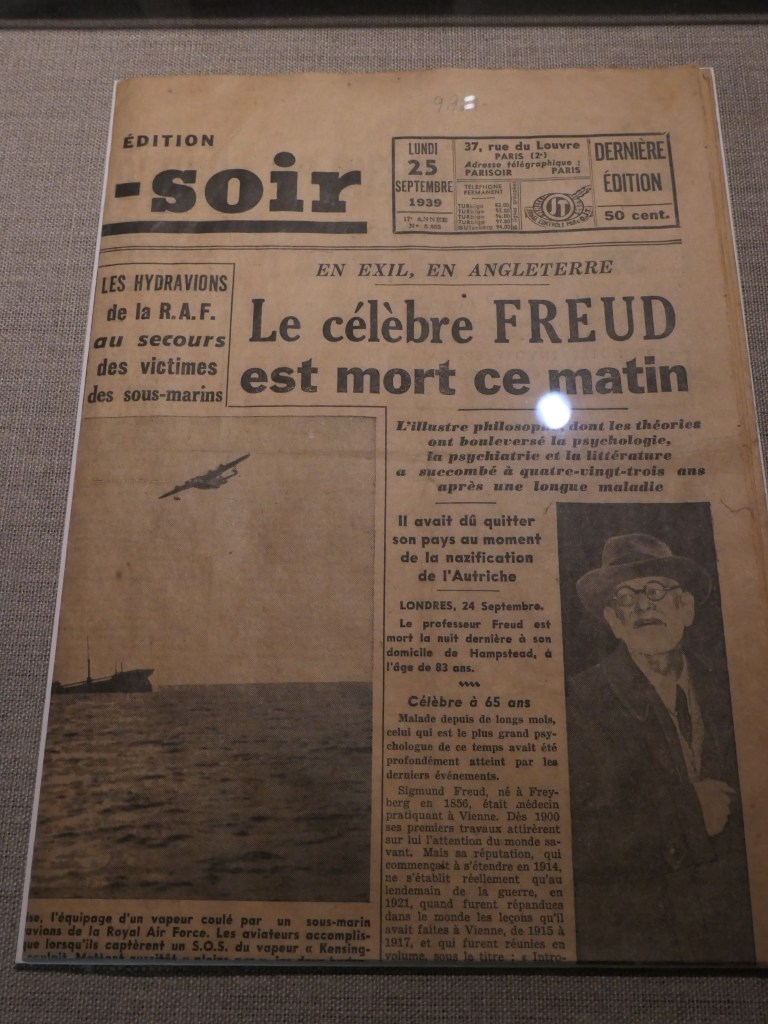 ÉDITION
-soir
LUNDI
25
SEPTEMBRE
1939
17e ANNÉE
37, rue du Louvre
PARIS (2e)
Adresse télégraphique :
PARISOIR PARIS
TELEPHONE
PERMANENT
DERNIÈRE
ÉDITION
50 cent.
LES HYDRAVIONS
de la R.A.F.
au secours
des victimes
des sous-marins
EN EXIL, EN ANGLETERRE
Le célèbre FREUD
est mort ce matin
L'illustre philosophe, dont les théories
ont bouleversé la psychologie,
la psychiatrie et la littérature
a succombé à quatre-vingt-trois ans
après une longue maladie
Il avait dû quitter
son pays au moment
de la nazification
de l'Autriche
LONDRES, 24 Septembre.
Le professeur Freud est
mort la nuit dernière à son
domicile de Hampstead, à
l'âge de 83 ans.
Célèbre à 65 ans
Malade depuis de longs mois,
celui qui est le plus grand psy-
chologue de ce temps avait été
profondément atteint par les
derniers événements.
Sigmund Freud, né à Frey-
berg en 1856, était médecin
pratiquant à Vienne. Dès 1900
ses premiers travaux attirèrent
sur lui l'attention du monde sa-
vant. Mais sa réputation, qui
commençait à s'étendre en 1914,
ne s'établit réellement qu'au
lendemain de la guerre, en
1921, quand furent répandues
dans le monde les leçons qu'il
avait faites à Vienne, de 1915 à
1917, et qui furent réunies en
volume, sous le titre : « Intro-
l'équipage d'un vapeur coulé par un sous-marin
avions de la Royal Air Force. Les aviateurs accomplis-
que lorsqu'ils captèrent un S.O.S. du vapeur « Kensing-